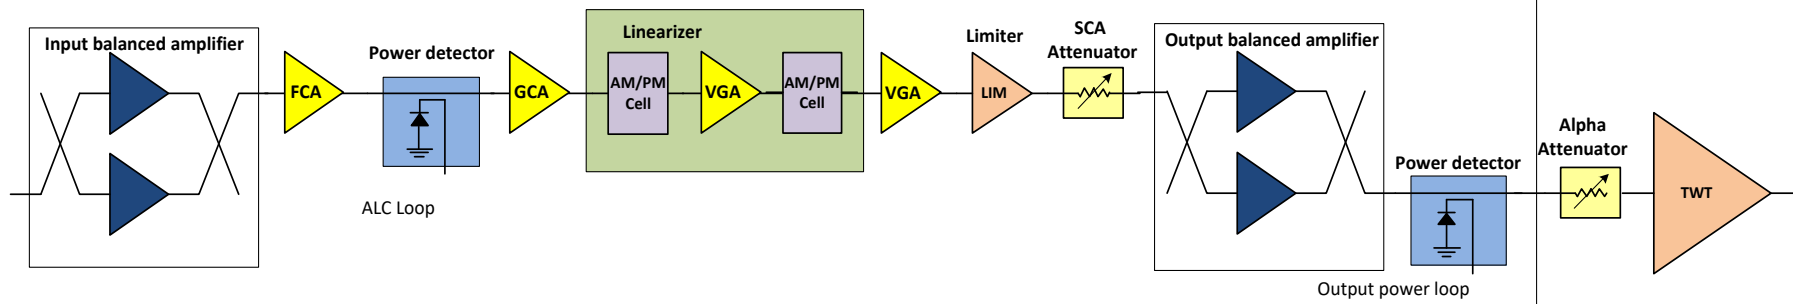 Input balanced amplifier
FCA
Power detector
ALC Loop
GCA
Linearizer
AM/PM
Cell
VGA
AM/PM
Cell
VGA
Limiter
LIM
SCA
Attenuator
Output balanced amplifier
Power detector
Output power loop
Alpha
Attenuator
TWT